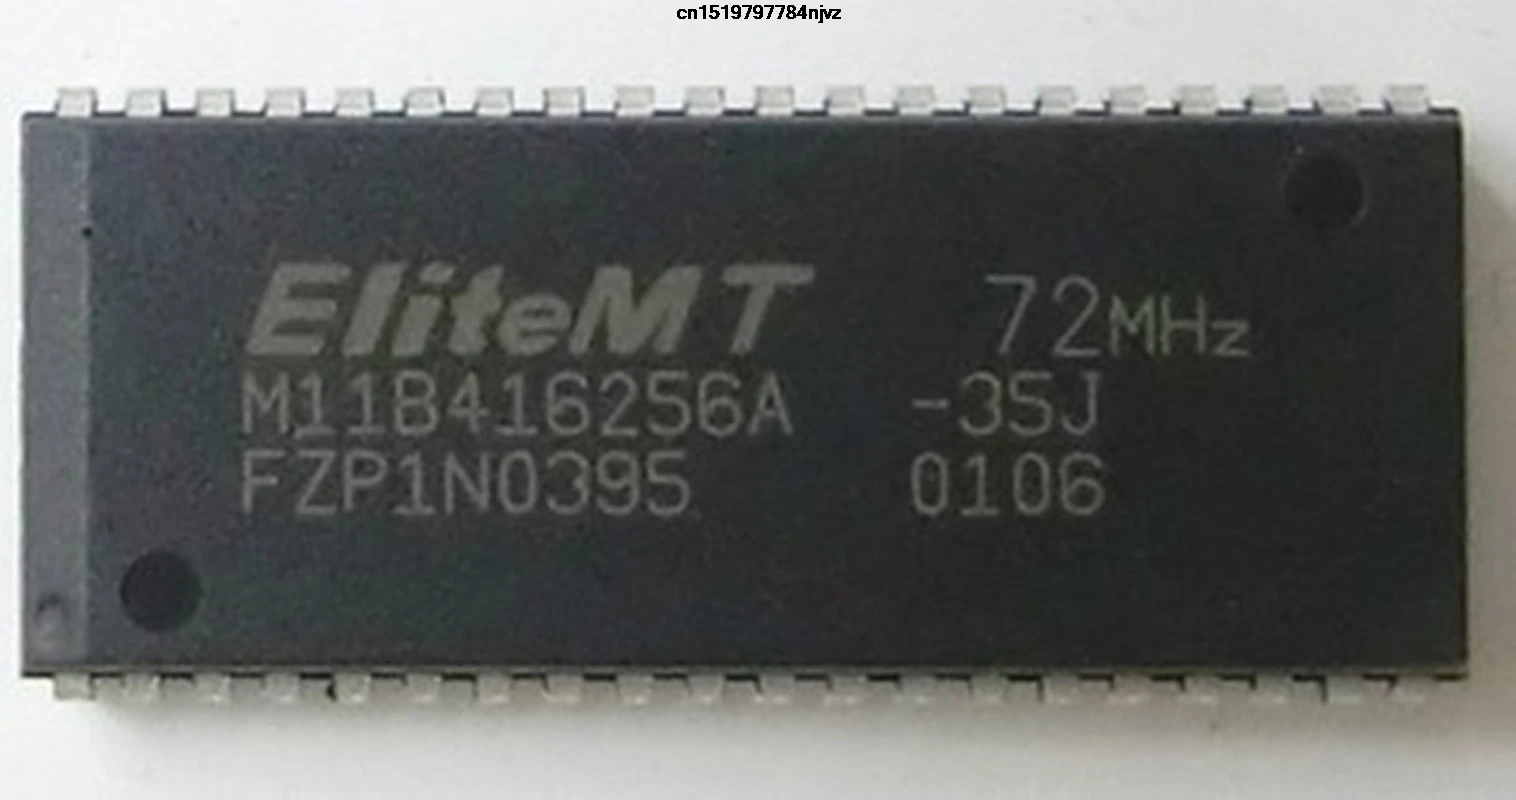 cn1519797784njvz
EliteMT 72MHz
M11B416256A -35J
FZP1N0395 0106